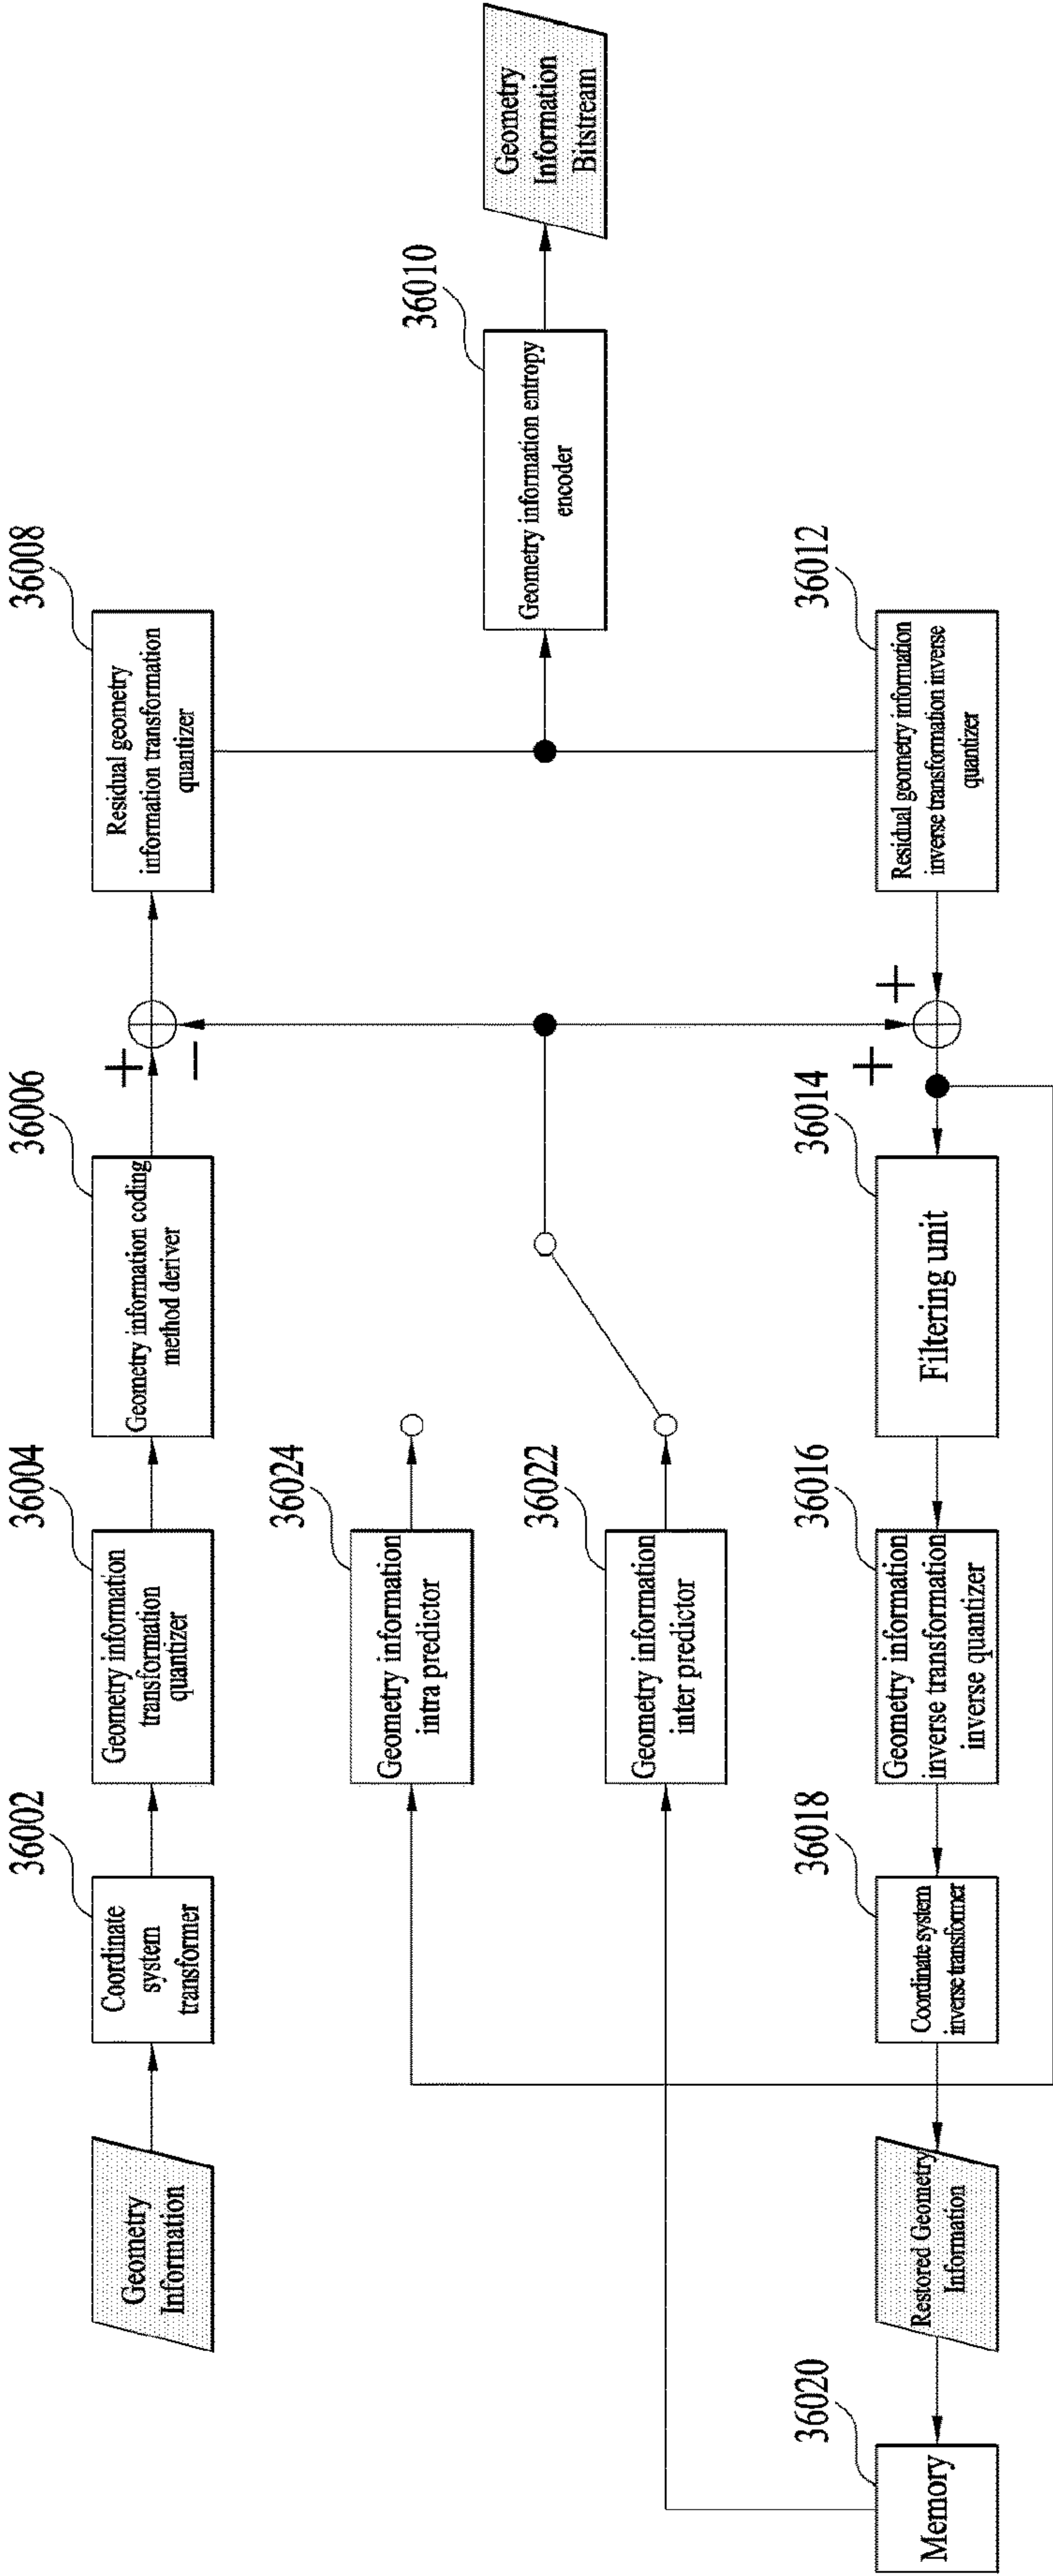 36002
36004
36006
36008
Geometry
Information
Coordinate
system
transformer
Geometry information
transformation
quantizer
Geometry information coding
method deriver
+
−
Residual geometry
information transformation
quantizer
36024
Geometry information
intra predictor
36010
Geometry information entropy
encoder
Geometry
Information
Bitstream
36022
Geometry information
inter predictor
36020
36018
36016
36014
36012
Memory
Restored Geometry
Information
Coordinate system
inverse transformer
Geometry information
inverse transformation
inverse quantizer
Filtering unit
+
+
Residual geometry information
inverse transformation inverse
quantizer